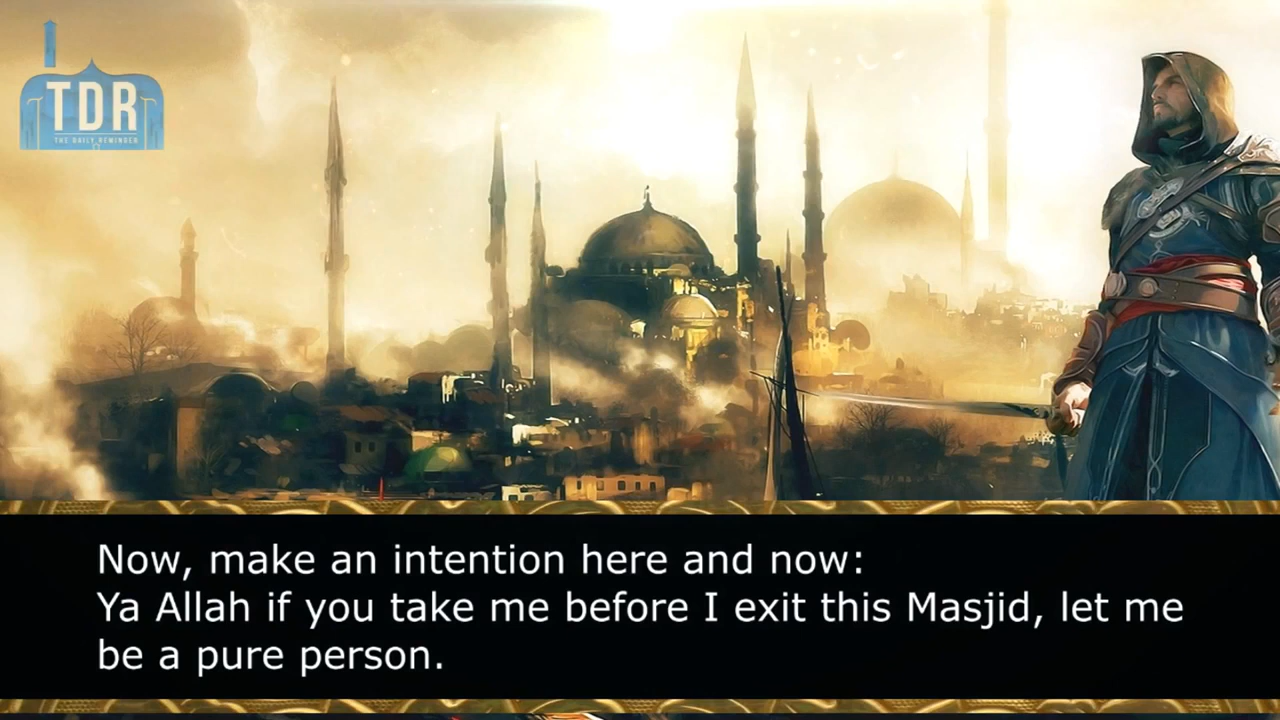 TDR
THE DAILY REMINDER
Now, make an intention here and now:
Ya Allah if you take me before I exit this Masjid, let me
be a pure person.